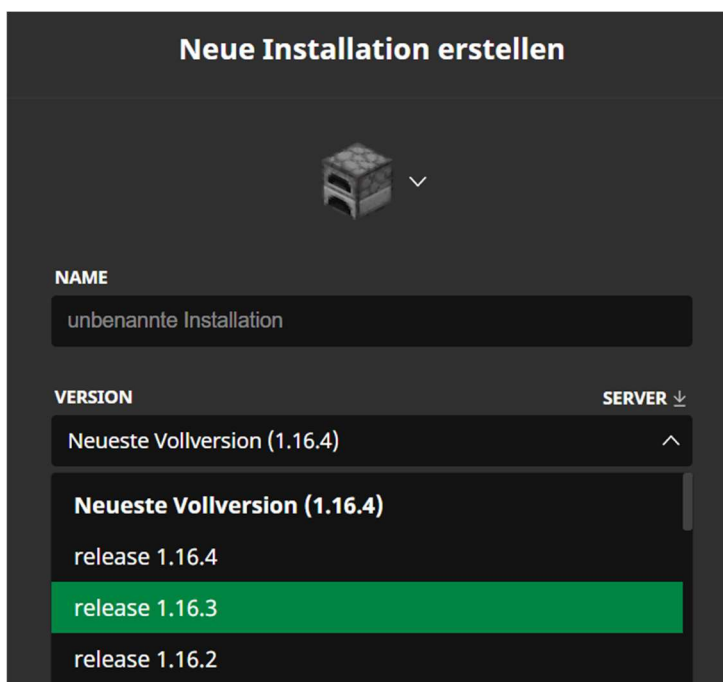 Neue Installation erstellen
NAME
unbenannte Installation
VERSION SERVER
Neueste Vollversion (1.16.4)
Neueste Vollversion (1.16.4)
release 1.16.4
release 1.16.3
release 1.16.2